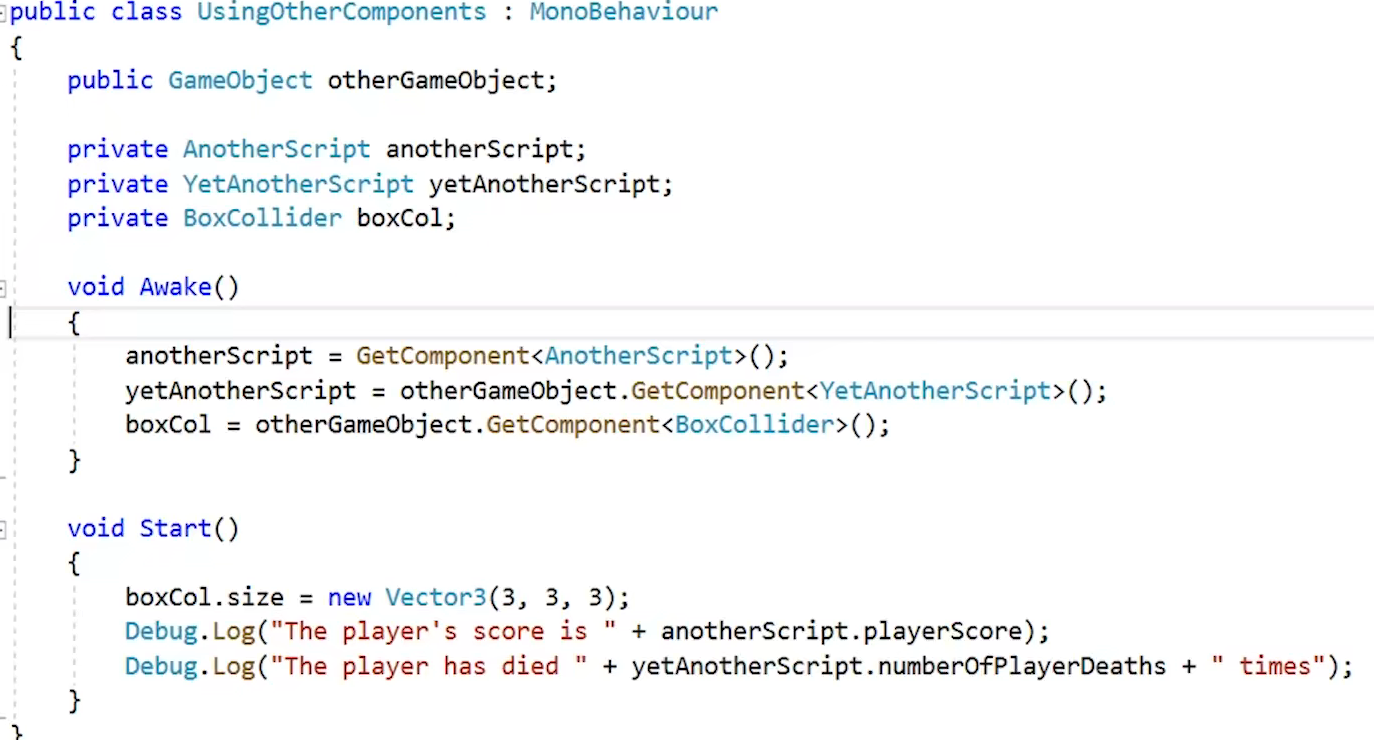 public class UsingOtherComponents : MonoBehaviour
{
    public GameObject otherGameObject;

    private AnotherScript anotherScript;
    private YetAnotherScript yetAnotherScript;
    private BoxCollider boxCol;

    void Awake()
    {
        anotherScript = GetComponent<AnotherScript>();
        yetAnotherScript = otherGameObject.GetComponent<YetAnotherScript>();
        boxCol = otherGameObject.GetComponent<BoxCollider>();
    }

    void Start()
    {
        boxCol.size = new Vector3(3, 3, 3);
        Debug.Log("The player's score is " + anotherScript.playerScore);
        Debug.Log("The player has died " + yetAnotherScript.numberOfPlayerDeaths + " times");
    }
}